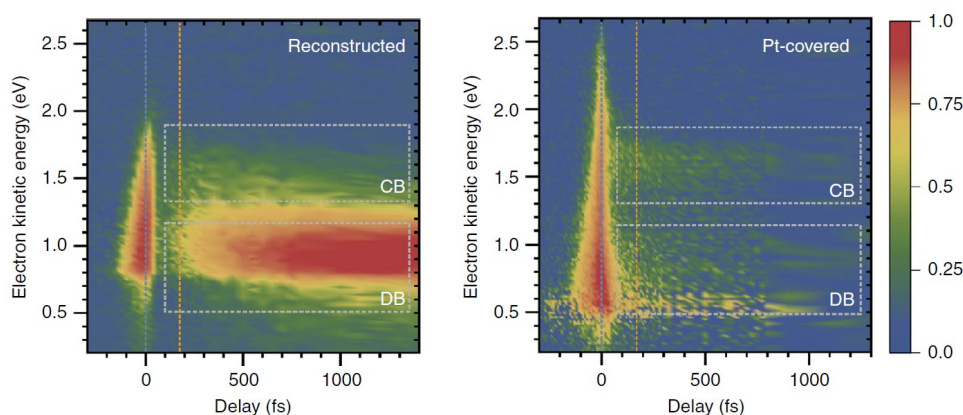 2.5
2.0
1.5
1.0
0.5
Electron kinetic energy (eV)
Reconstructed
CB
DB
0
500
1000
Delay (fs)
2.5
2.0
1.5
1.0
0.5
Electron kinetic energy (eV)
Pt-covered
CB
DB
0
500
1000
Delay (fs)
1.0
0.75
0.5
0.25
0.0